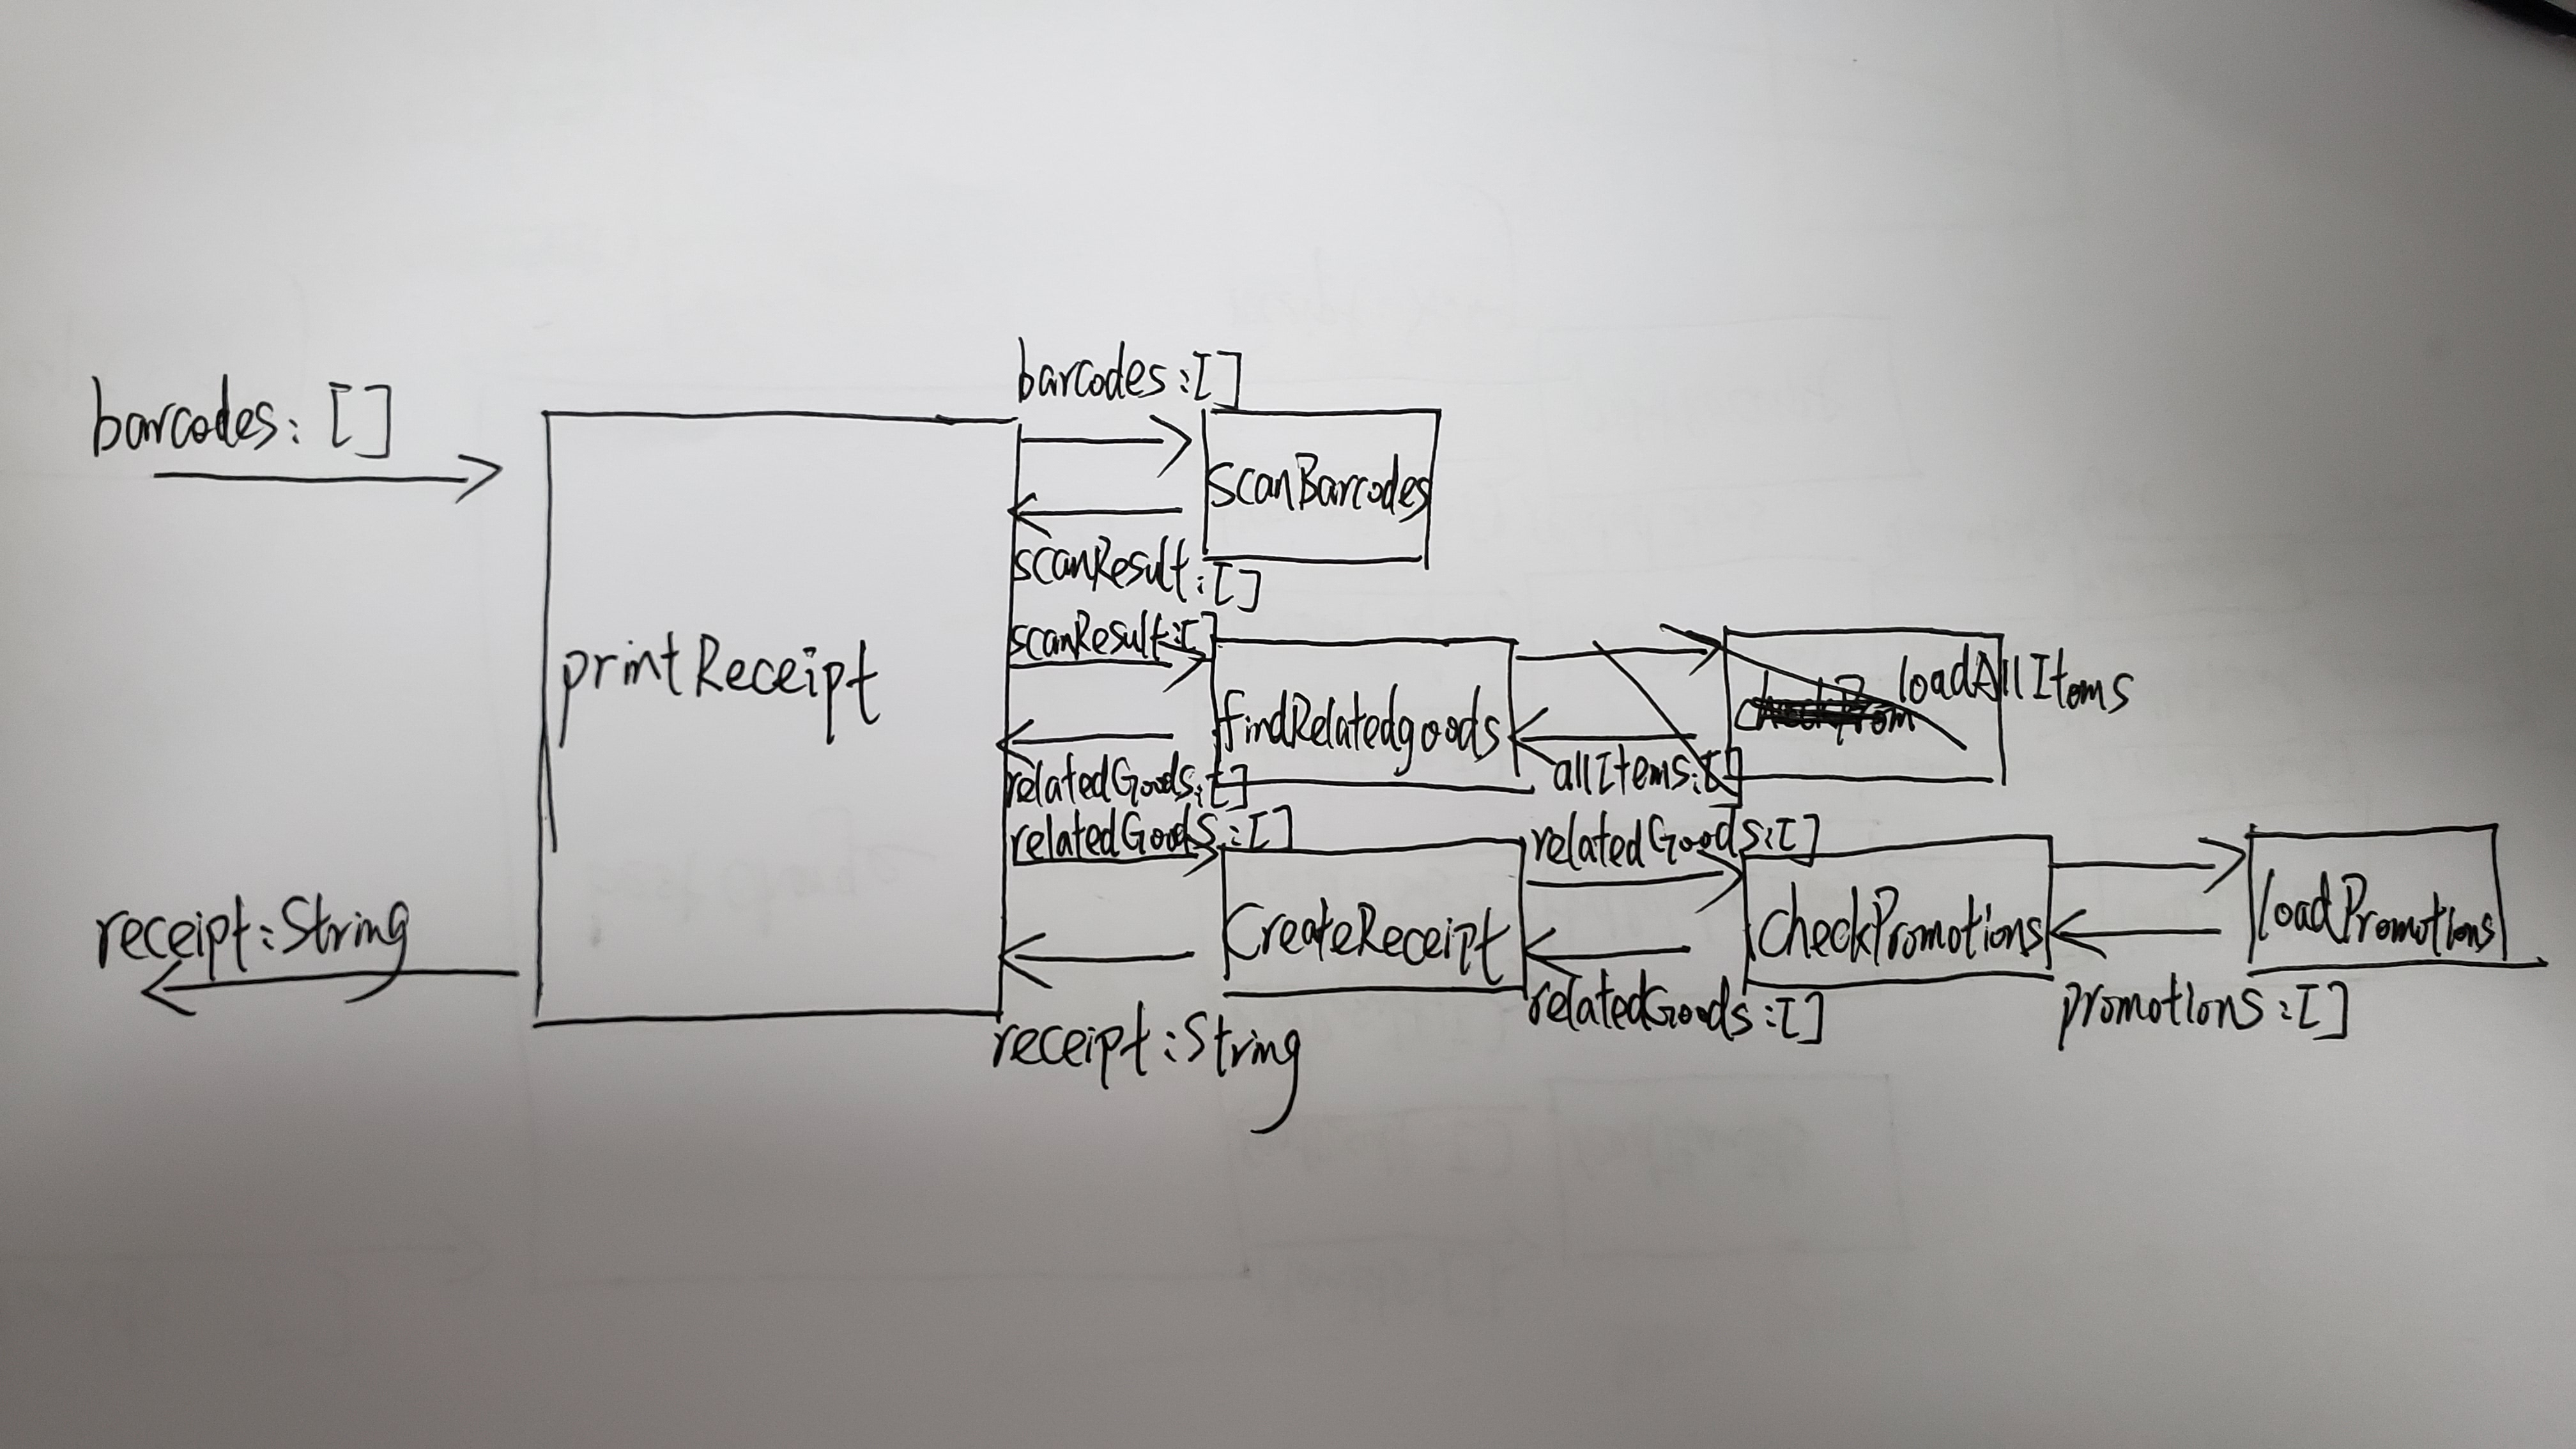 barcodes:[]
receipt:String
printReceipt
barcodes:[]
scanResult:[]
scanResult:[]
relatedGoods:[]
relatedGoods:[]
receipt:String
ScanBarcodes
findRelatedgoods
CreateReceipt
allItems:[]
relatedGoods:[]
relatedGoods:[]
loadAllItems
checkPromotions
promotions:[]
loadPromotions